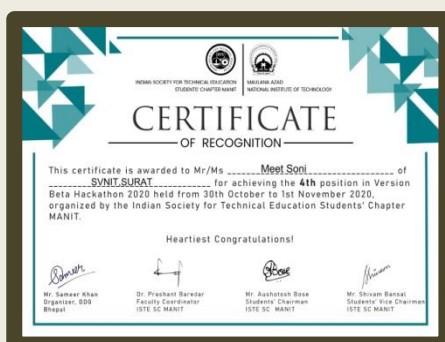 INDIAN SOCIETY FOR TECHNICAL EDUCATION
STUDENTS' CHAPTER MANIT
MAULANA AZAD
NATIONAL INSTITUTE OF TECHNOLOGY
CERTIFICATE
OF RECOGNITION
This certificate is awarded to Mr/Ms Meet Soni of
SVNIT,SURAT for achieving the 4th position in Version
Beta Hackathon 2020 held from 30th October to 1st November 2020,
organized by the Indian Society for Technical Education Students' Chapter
MANIT.
Heartiest Congratulations!
Sameer
Bose
Shivam
Mr. Sameer Khan
Organizer, GDG
Bhopal
Dr. Prashant Baredar
Faculty Coordinator
ISTE SC MANIT
Mr. Aushotosh Bose
Students' Chairman
ISTE SC MANIT
Mr. Shivam Bansal
Students' Vice Chairman
ISTE SC MANIT